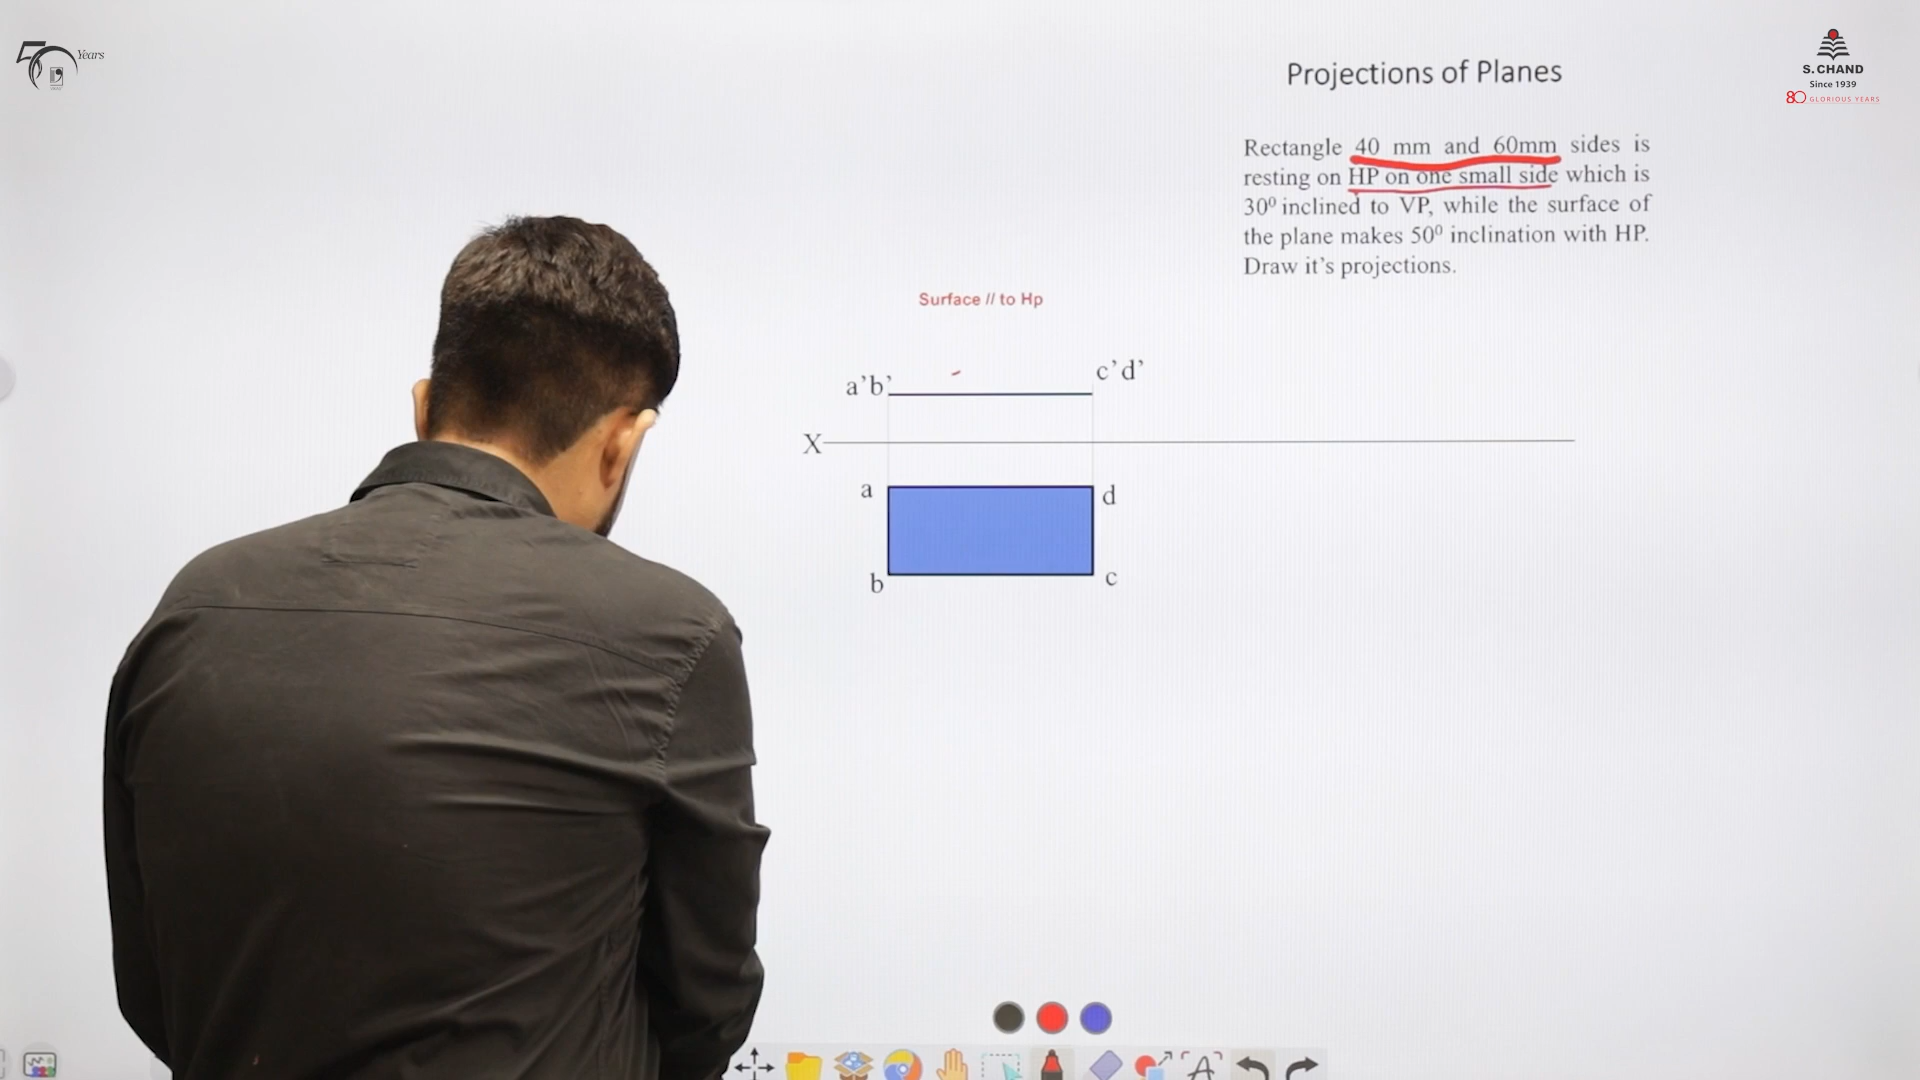 50 Years
Projections of Planes
S. CHAND
Since 1939
80 GLORIOUS YEARS
Rectangle 40 mm and 60mm sides is
resting on HP on one small side which is
30⁰ inclined to VP, while the surface of
the plane makes 50⁰ inclination with HP.
Draw it’s projections.
Surface // to Hp
a’b’
c’d’
X
a
d
b
c
A